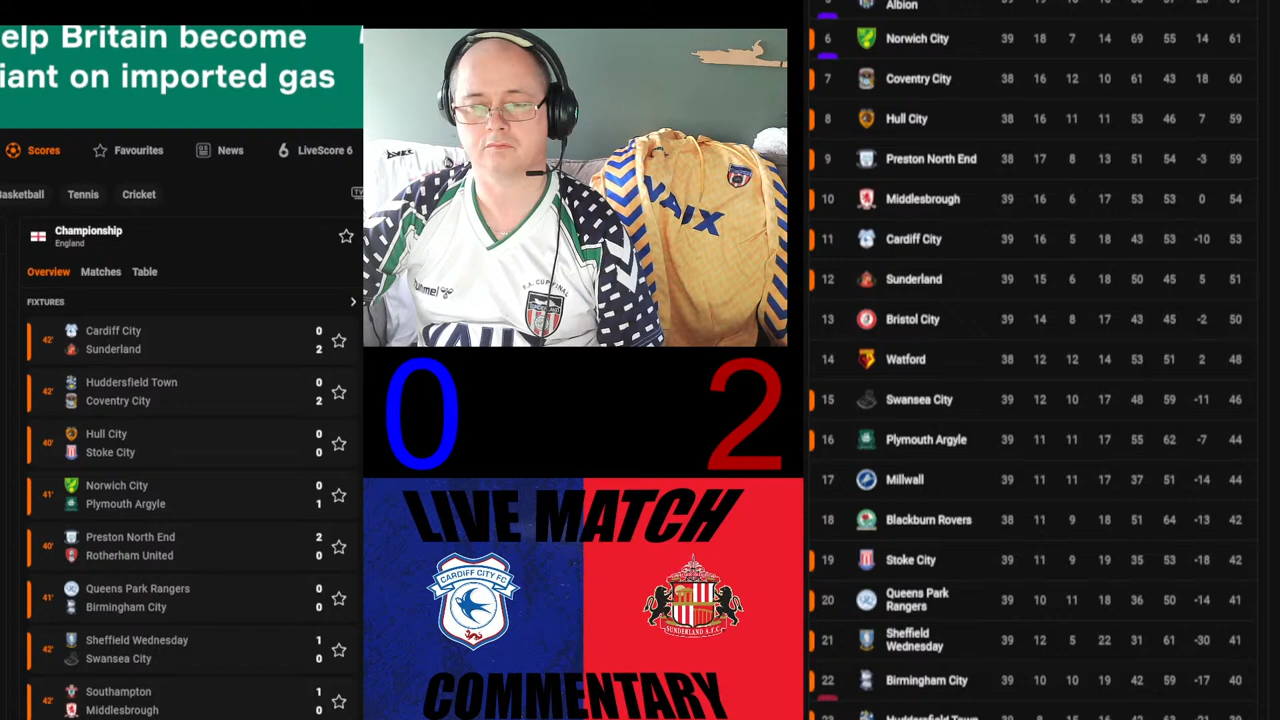 elp Britain become
iant on imported gas
Scores Favourites News 6 LiveScore 6
Basketball Tennis Cricket TV
Championship
England
Overview Matches Table
FIXTURES
42' Cardiff City 0
Sunderland 2
42' Huddersfield Town 0
Coventry City 2
40' Hull City 0
Stoke City 0
41' Norwich City 0
Plymouth Argyle 1
40' Preston North End 2
Rotherham United 0
41' Queens Park Rangers 0
Birmingham City 0
42' Sheffield Wednesday 1
Swansea City 0
42' Southampton 1
Middlesbrough 0
hummel
F.A. CUP FINAL
SUNDERLAND
VAUX
VAUX
0 2
LIVE MATCH
CARDIFF CITY FC
SUNDERLAND A.F.C
COMMENTARY
Albion
6 Norwich City 39 18 7 14 69 55 14 61
7 Coventry City 38 16 12 10 61 43 18 60
8 Hull City 38 16 11 11 53 46 7 59
9 Preston North End 38 17 8 13 51 54 -3 59
10 Middlesbrough 39 16 6 17 53 53 0 54
11 Cardiff City 39 16 5 18 43 53 -10 53
12 Sunderland 39 15 6 18 50 45 5 51
13 Bristol City 39 14 8 17 43 45 -2 50
14 Watford 38 12 12 14 53 51 2 48
15 Swansea City 39 12 10 17 48 59 -11 46
16 Plymouth Argyle 39 11 11 17 55 62 -7 44
17 Millwall 39 11 11 17 37 51 -14 44
18 Blackburn Rovers 38 11 9 18 51 64 -13 42
19 Stoke City 39 11 9 19 35 53 -18 42
20 Queens Park
Rangers 39 10 11 18 36 50 -14 41
21 Sheffield
Wednesday 39 12 5 22 31 61 -30 41
22 Birmingham City 39 10 10 19 42 59 -17 40